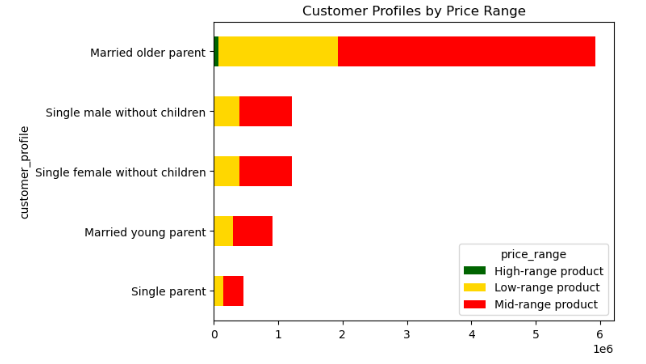 Customer Profiles by Price Range
customer_profile
Married older parent
Single male without children
Single female without children
Married young parent
Single parent
price_range
High-range product
Low-range product
Mid-range product
0 1 2 3 4 5 6
1e6